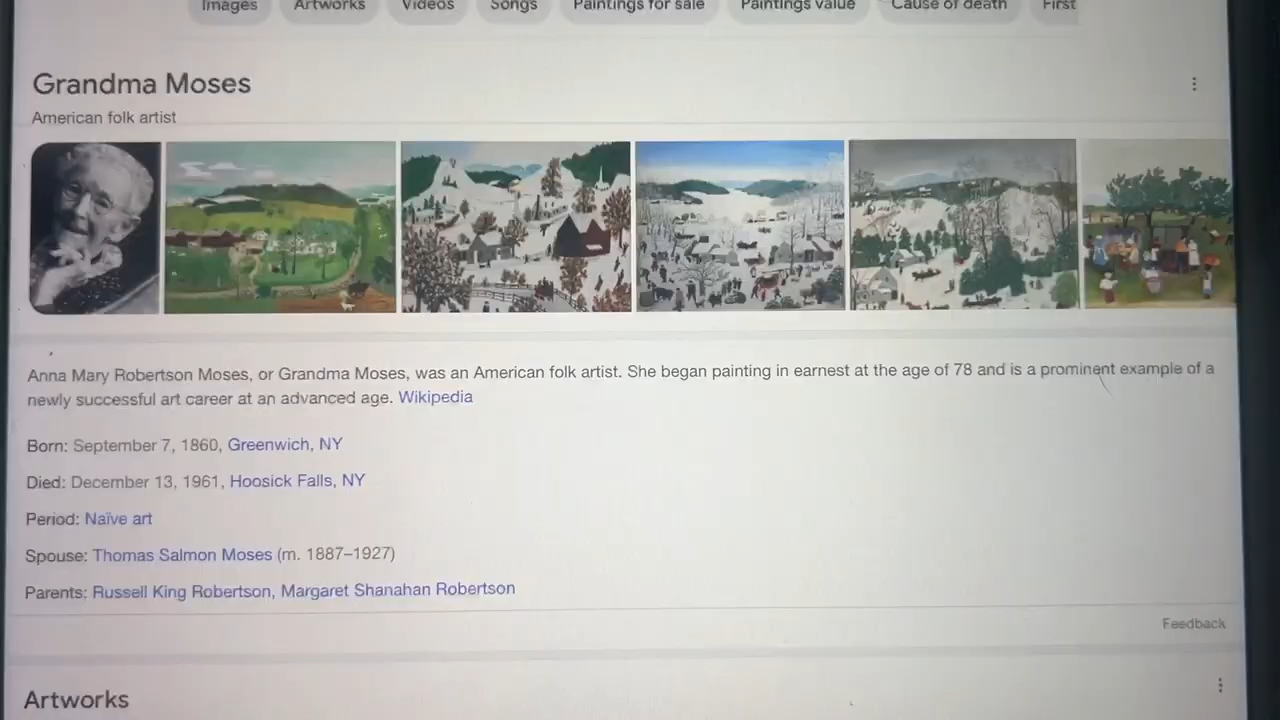 Images Artworks Videos Songs Paintings for sale Paintings value Cause of death First
Grandma Moses
American folk artist
Anna Mary Robertson Moses, or Grandma Moses, was an American folk artist. She began painting in earnest at the age of 78 and is a prominent example of a
newly successful art career at an advanced age. Wikipedia
Born: September 7, 1860, Greenwich, NY
Died: December 13, 1961, Hoosick Falls, NY
Period: Naïve art
Spouse: Thomas Salmon Moses (m. 1887–1927)
Parents: Russell King Robertson, Margaret Shanahan Robertson
Feedback
Artworks